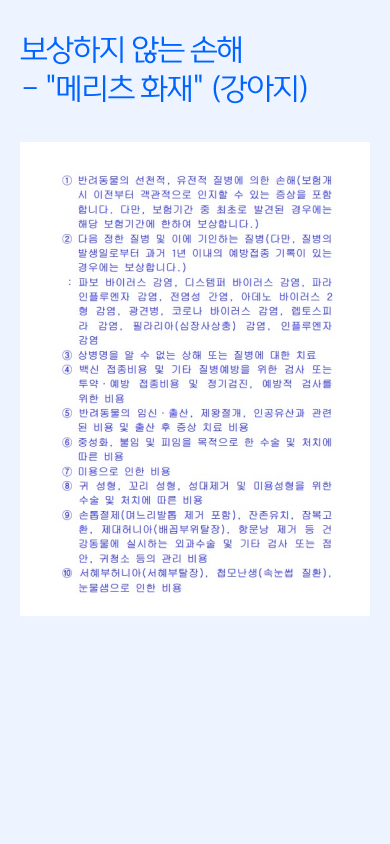 보상하지 않는 손해
- "메리츠 화재" (강아지)
① 반려동물의 선천적, 유전적 질병에 의한 손해(보험개
시 이전부터 객관적으로 인지할 수 있는 증상을 포함
합니다. 다만, 보험기간 중 최초로 발견된 경우에는
해당 보험기간에 한하여 보상합니다.)
② 다음 정한 질병 및 이에 기인하는 질병(다만, 질병의
발생일로부터 과거 1년 이내의 예방접종 기록이 있는
경우에는 보상합니다.)
: 파보 바이러스 감염, 디스템퍼 바이러스 감염, 파라
인플루엔자 감염, 전염성 간염, 아데노 바이러스 2
형 감염, 광견병, 코로나 바이러스 감염, 렙토스피
라 감염, 필라리아(심장사상충) 감염, 인플루엔자
감염
③ 상병명을 알 수 없는 상해 또는 질병에 대한 치료
④ 백신 접종비용 및 기타 질병예방을 위한 검사 또는
투약·예방 접종비용 및 정기검진, 예방적 검사를
위한 비용
⑤ 반려동물의 임신·출산, 제왕절개, 인공유산과 관련
된 비용 및 출산 후 증상 치료 비용
⑥ 중성화, 불임 및 피임을 목적으로 한 수술 및 처치에
따른 비용
⑦ 미용으로 인한 비용
⑧ 귀 성형, 꼬리 성형, 성대제거 및 미용성형을 위한
수술 및 처치에 따른 비용
⑨ 손톱절제(며느리발톱 제거 포함), 잔존유치, 잠복고
환, 제대허니아(배꼽부위탈장), 항문낭 제거 등 건
강동물에 실시하는 외과수술 및 기타 검사 또는 점
안, 귀청소 등의 관리 비용
⑩ 서혜부허니아(서혜부탈장), 첩모난생(속눈썹 질환),
눈물샘으로 인한 비용